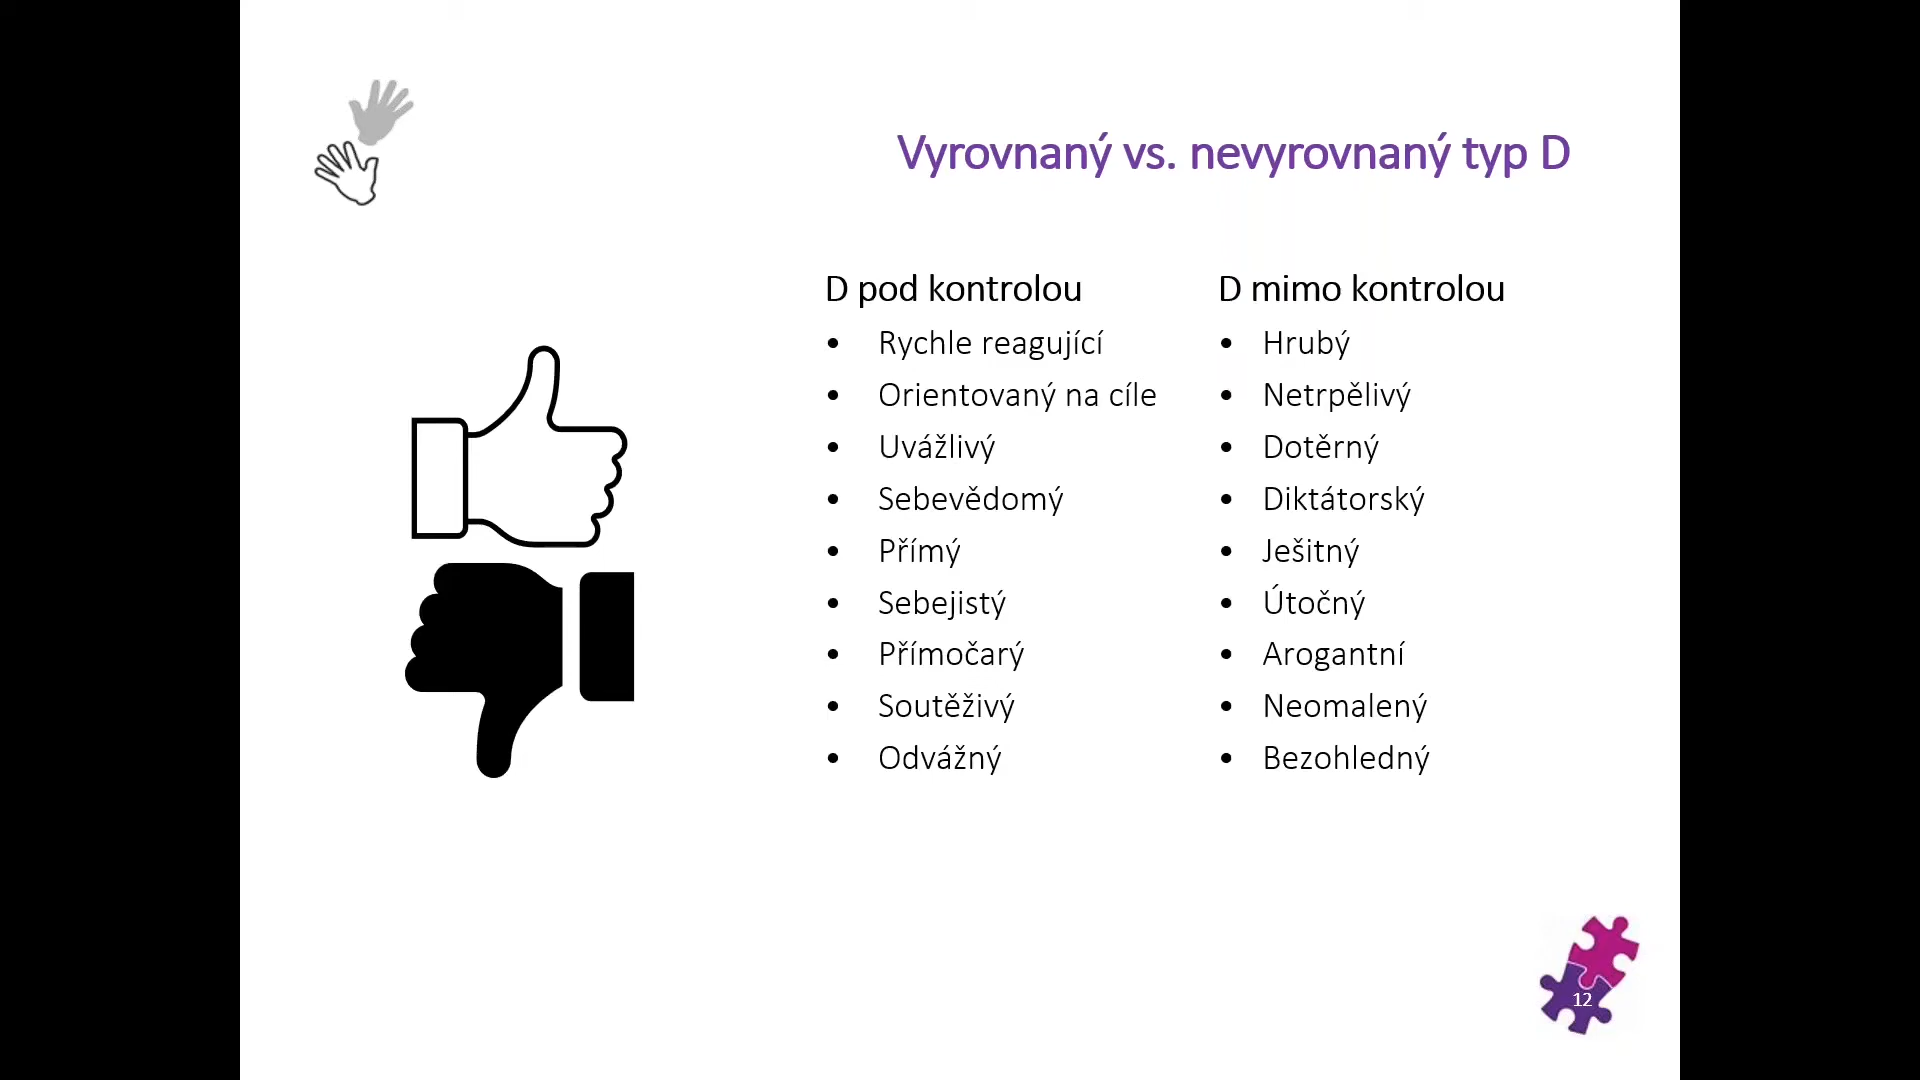 Vyrovnaný vs. nevyrovnaný typ D
D pod kontrolou
• Rychle reagující
• Orientovaný na cíle
• Uvážlivý
• Sebevědomý
• Přímý
• Sebejistý
• Přímočarý
• Soutěživý
• Odvážný
D mimo kontrolou
• Hrubý
• Netrpělivý
• Dotěrný
• Diktátorský
• Ješitný
• Útočný
• Arogantní
• Neomalený
• Bezohledný
12